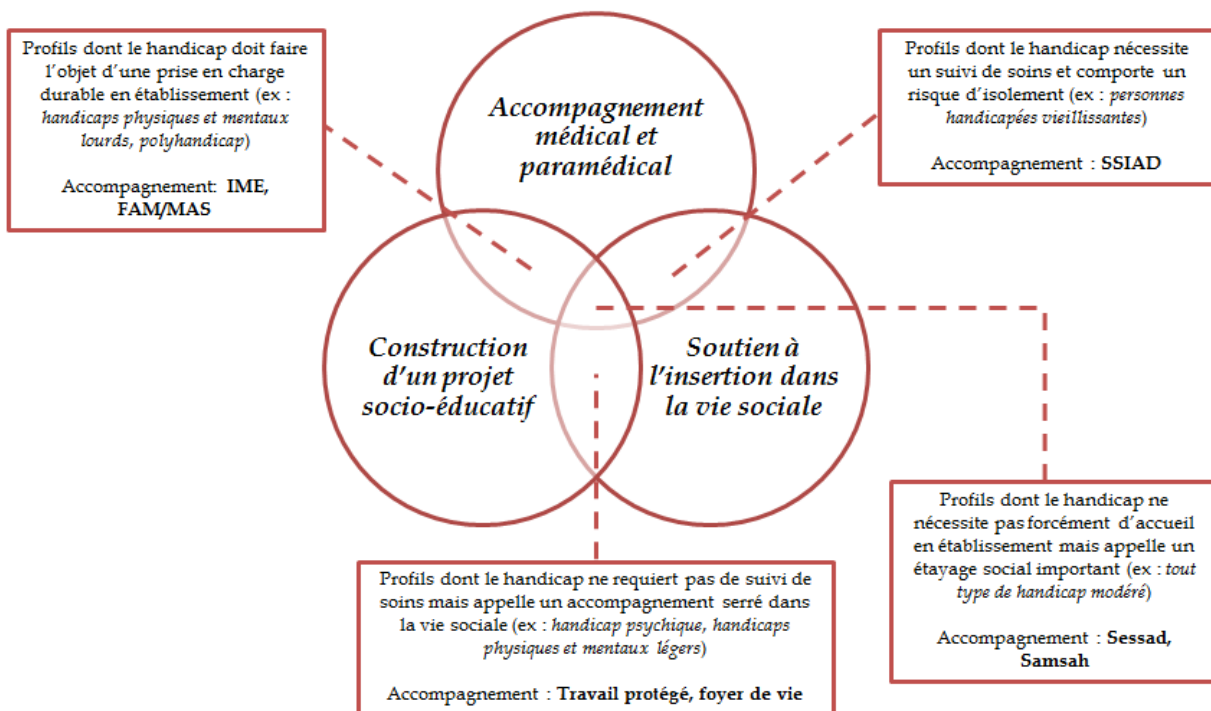 Profils dont le handicap doit faire
l'objet d'une prise en charge
durable en établissement (ex :
handicaps physiques et mentaux
lourds, polyhandicap)
Accompagnement: IME,
FAM/MAS
Accompagnement
médical et
paramédical
Profils dont le handicap nécessite
un suivi de soins et comporte un
risque d'isolement (ex : personnes
handicapées vieillissantes)
Accompagnement : SSIAD
Construction
d'un projet
socio-éducatif
Soutien à
l'insertion dans
la vie sociale
Profils dont le handicap ne requiert pas de suivi de
soins mais appelle un accompagnement serré dans
la vie sociale (ex : handicap psychique, handicaps
physiques et mentaux légers)
Accompagnement : Travail protégé, foyer de vie
Profils dont le handicap ne
nécessite pas forcément d'accueil
en établissement mais appelle un
étayage social important (ex : tout
type de handicap modéré)
Accompagnement : Sessad,
Samsah